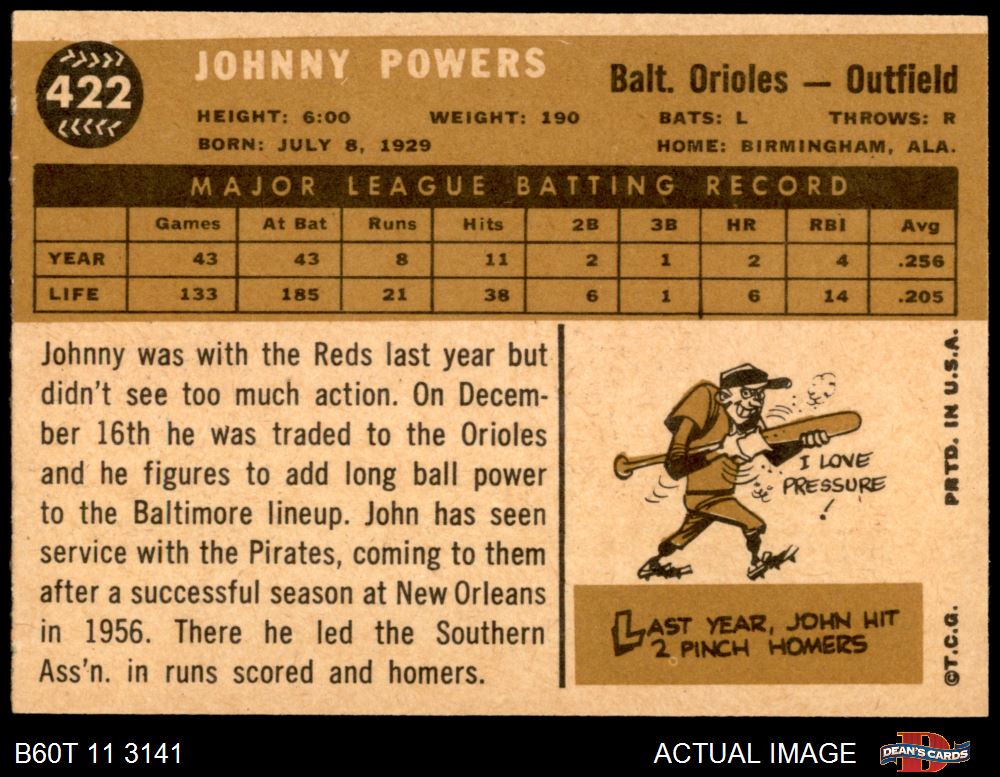 422
JOHNNY POWERS
Balt. Orioles — Outfield
HEIGHT: 6:00 WEIGHT: 190 BATS: L THROWS: R
BORN: JULY 8, 1929 HOME: BIRMINGHAM, ALA.
MAJOR LEAGUE BATTING RECORD
Games At Bat Runs Hits 2B 3B HR RBI Avg
YEAR 43 43 8 11 2 1 2 4 .256
LIFE 133 185 21 38 6 1 6 14 .205
Johnny was with the Reds last year but
didn't see too much action. On Decem-
ber 16th he was traded to the Orioles
and he figures to add long ball power
to the Baltimore lineup. John has seen
service with the Pirates, coming to them
after a successful season at New Orleans
in 1956. There he led the Southern
Ass'n. in runs scored and homers.
I LOVE
PRESSURE
!
LAST YEAR, JOHN HIT
2 PINCH HOMERS
PRTD. IN U.S.A.
©T.C.G.
B60T 11 3141
ACTUAL IMAGE
DEAN'S CARDS